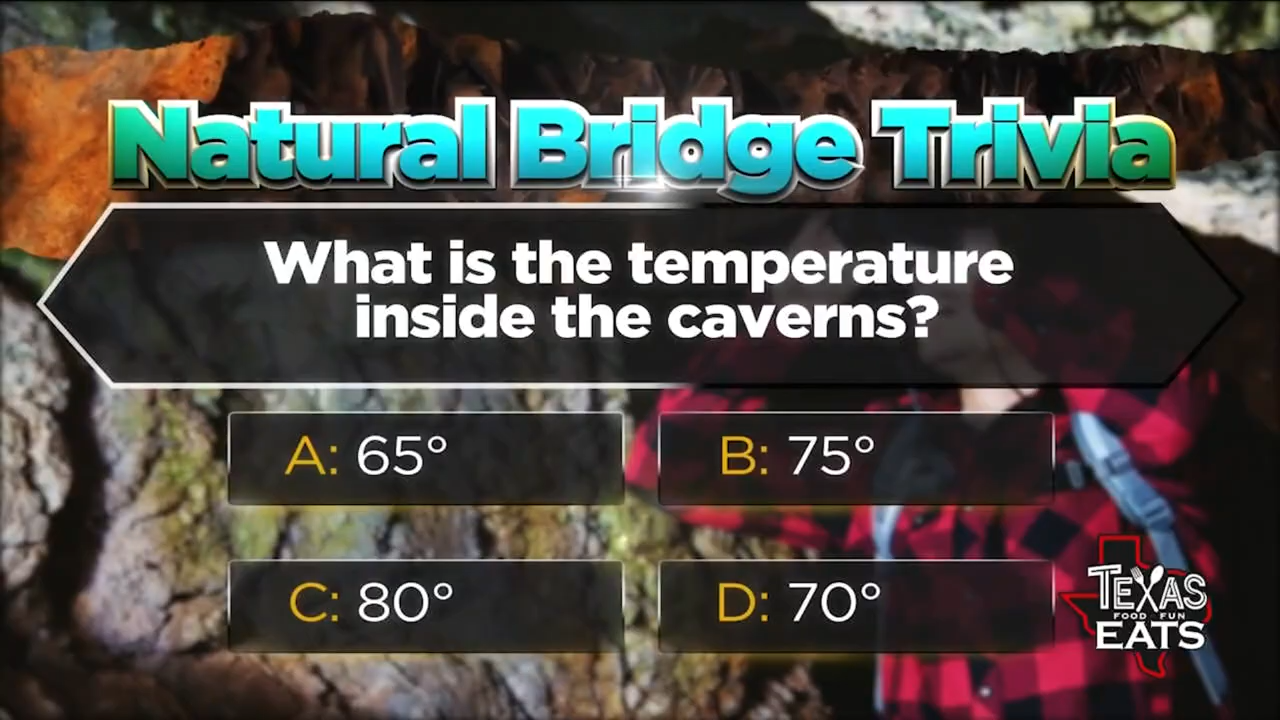 Natural Bridge Trivia
What is the temperature
inside the caverns?
A: 65°
B: 75°
C: 80°
D: 70°
TEXAS
FOOD FUN
EATS